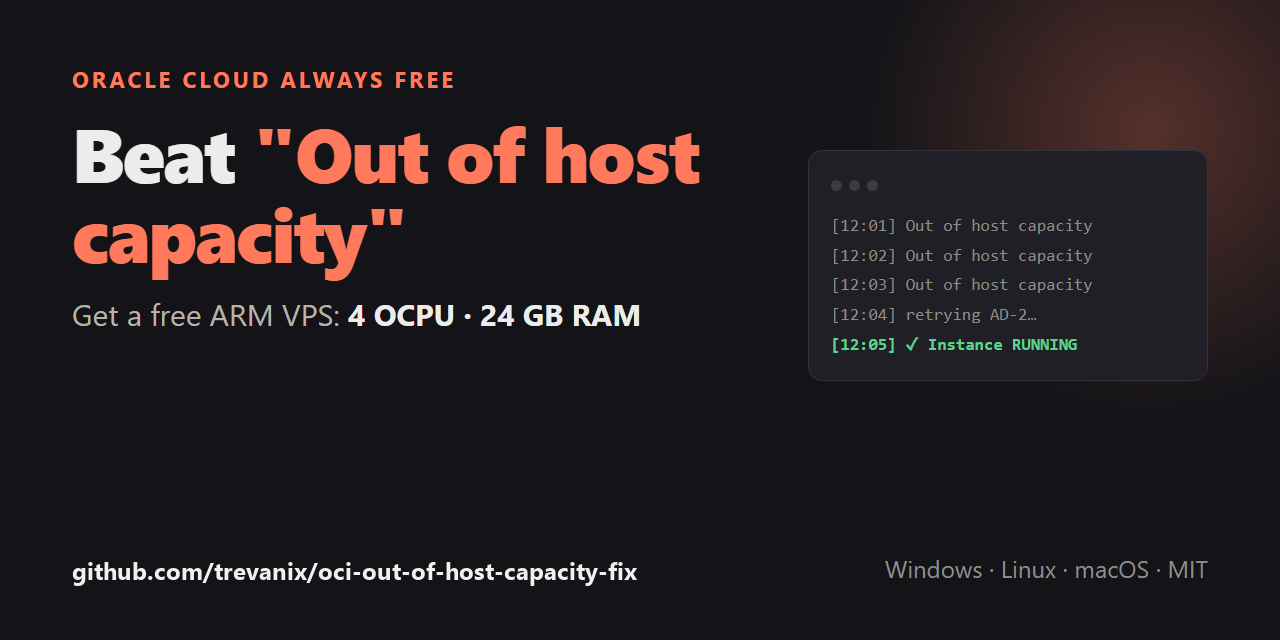 ORACLE CLOUD ALWAYS FREE
Beat "Out of host
capacity"
Get a free ARM VPS: 4 OCPU · 24 GB RAM
[12:01] Out of host capacity
[12:02] Out of host capacity
[12:03] Out of host capacity
[12:04] retrying AD-2…
[12:05] ✓ Instance RUNNING
github.com/trevanix/oci-out-of-host-capacity-fix
Windows · Linux · macOS · MIT